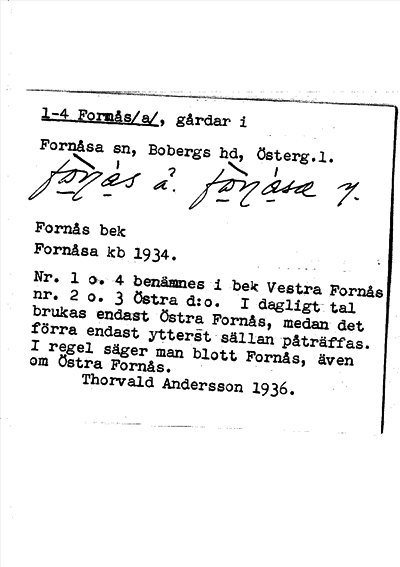 1-4 Fornås/a/, gårdar i
Fornåsa sn, Bobergs hd, Österg.l.
fornås å. fornåsa y.
Fornås bek
Fornåsa kb 1934.
Nr. 1 o. 4 benämnes i bek Vestra Fornås
nr. 2 o. 3 Östra d:o. I dagligt tal
brukas endast Östra Fornås, medan det
förra endast ytterst sällan påträffas.
I regel säger man blott Fornås, även
om Östra Fornås.
Thorvald Andersson 1936.